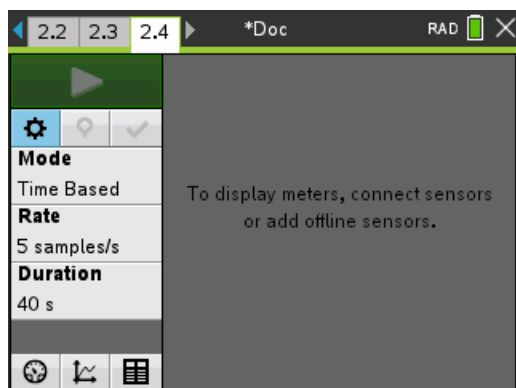 2.2 2.3 2.4 *Doc RAD
Mode
Time Based
Rate
5 samples/s
Duration
40 s
To display meters, connect sensors
or add offline sensors.